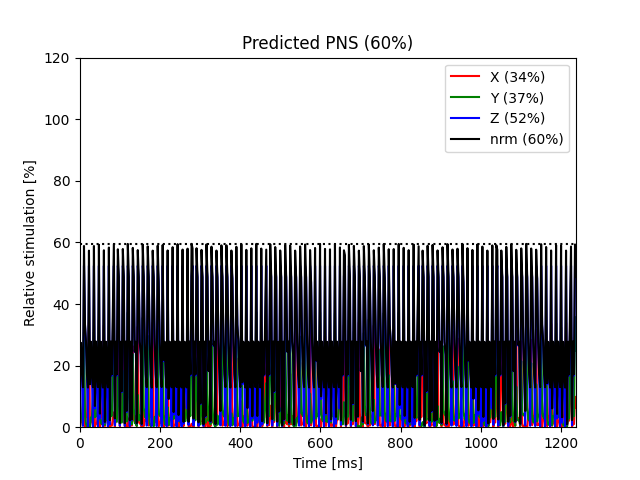 Predicted PNS (60%)
120
100
80
60
40
20
0
Relative stimulation [%]
X (34%)
Y (37%)
Z (52%)
nrm (60%)
0 200 400 600 800 1000 1200
Time [ms]